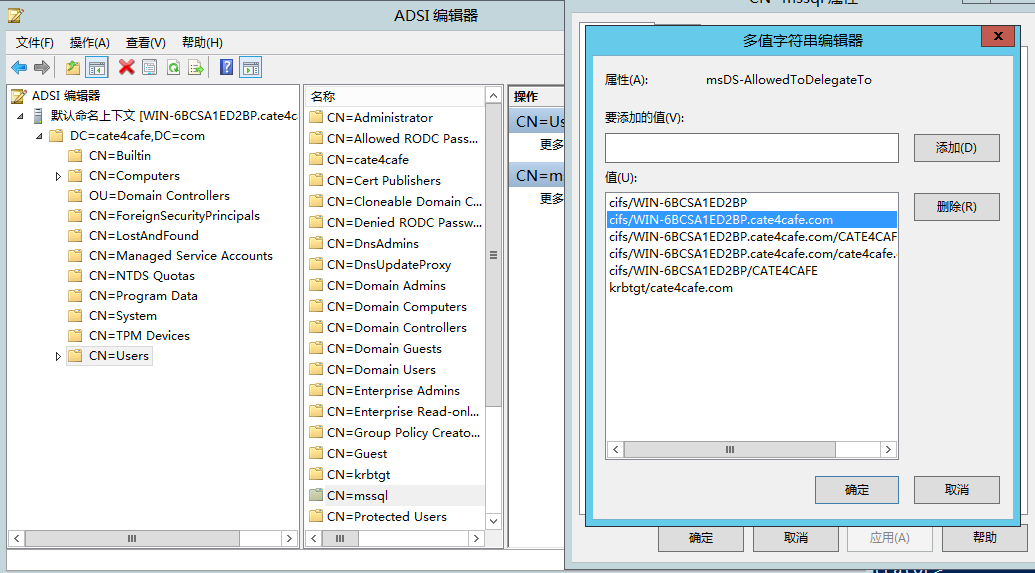 ADSI 编辑器
文件(F) 操作(A) 查看(V) 帮助(H)
ADSI 编辑器
默认命名上下文 [WIN-6BCSA1ED2BP.cate4c
DC=cate4cafe,DC=com
CN=Builtin
CN=Computers
OU=Domain Controllers
CN=ForeignSecurityPrincipals
CN=LostAndFound
CN=Managed Service Accounts
CN=NTDS Quotas
CN=Program Data
CN=System
CN=TPM Devices
CN=Users
名称
CN=Administrator
CN=Allowed RODC Pass...
CN=cate4cafe
CN=Cert Publishers
CN=Cloneable Domain C...
CN=Denied RODC Passw...
CN=DnsAdmins
CN=DnsUpdateProxy
CN=Domain Admins
CN=Domain Computers
CN=Domain Controllers
CN=Domain Guests
CN=Domain Users
CN=Enterprise Admins
CN=Enterprise Read-onl...
CN=Group Policy Creato...
CN=Guest
CN=krbtgt
CN=mssql
CN=Protected Users
操作
CN=Us
更多
CN=m
更多
CN=mssql 属性
多值字符串编辑器
x
属性(A): msDS-AllowedToDelegateTo
要添加的值(V):
添加(D)
值(U):
cifs/WIN-6BCSA1ED2BP
cifs/WIN-6BCSA1ED2BP.cate4cafe.com
cifs/WIN-6BCSA1ED2BP.cate4cafe.com/CATE4CAF
cifs/WIN-6BCSA1ED2BP.cate4cafe.com/cate4cafe.
cifs/WIN-6BCSA1ED2BP/CATE4CAFE
krbtgt/cate4cafe.com
删除(R)
确定 取消
确定 取消 应用(A) 帮助